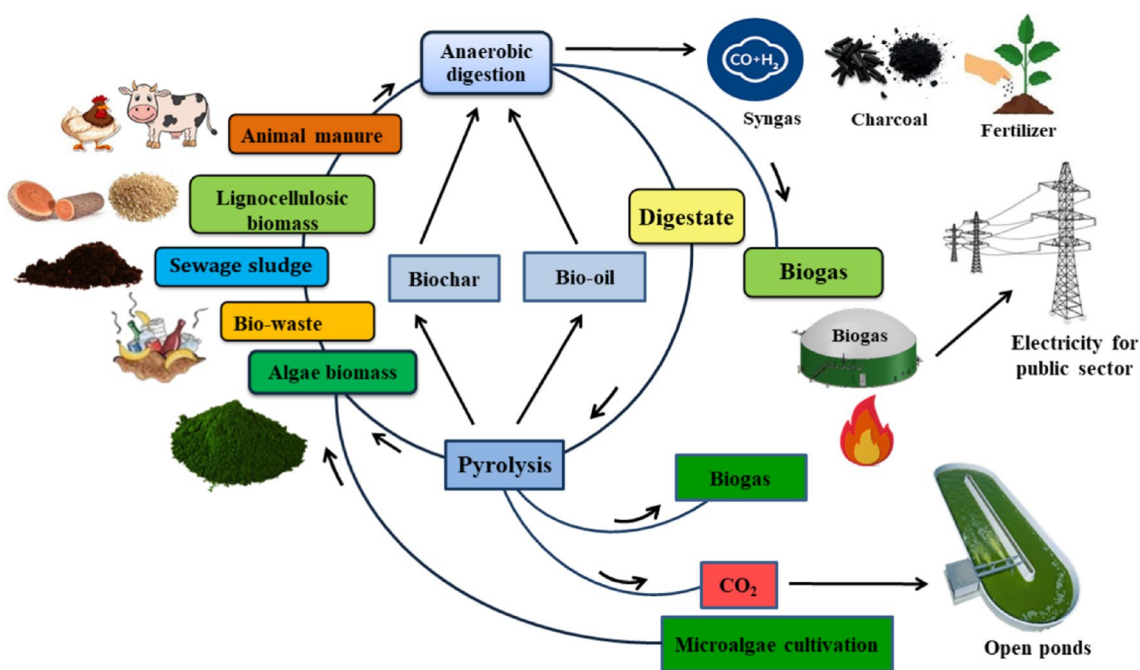 Anaerobic
digestion
CO+H₂
Syngas
Charcoal
Fertilizer
Animal manure
Lignocellulosic
biomass
Digestate
Sewage sludge
Biochar
Bio-oil
Biogas
Bio-waste
Biogas
Electricity for
public sector
Algae biomass
Pyrolysis
Biogas
CO₂
Microalgae cultivation
Open ponds